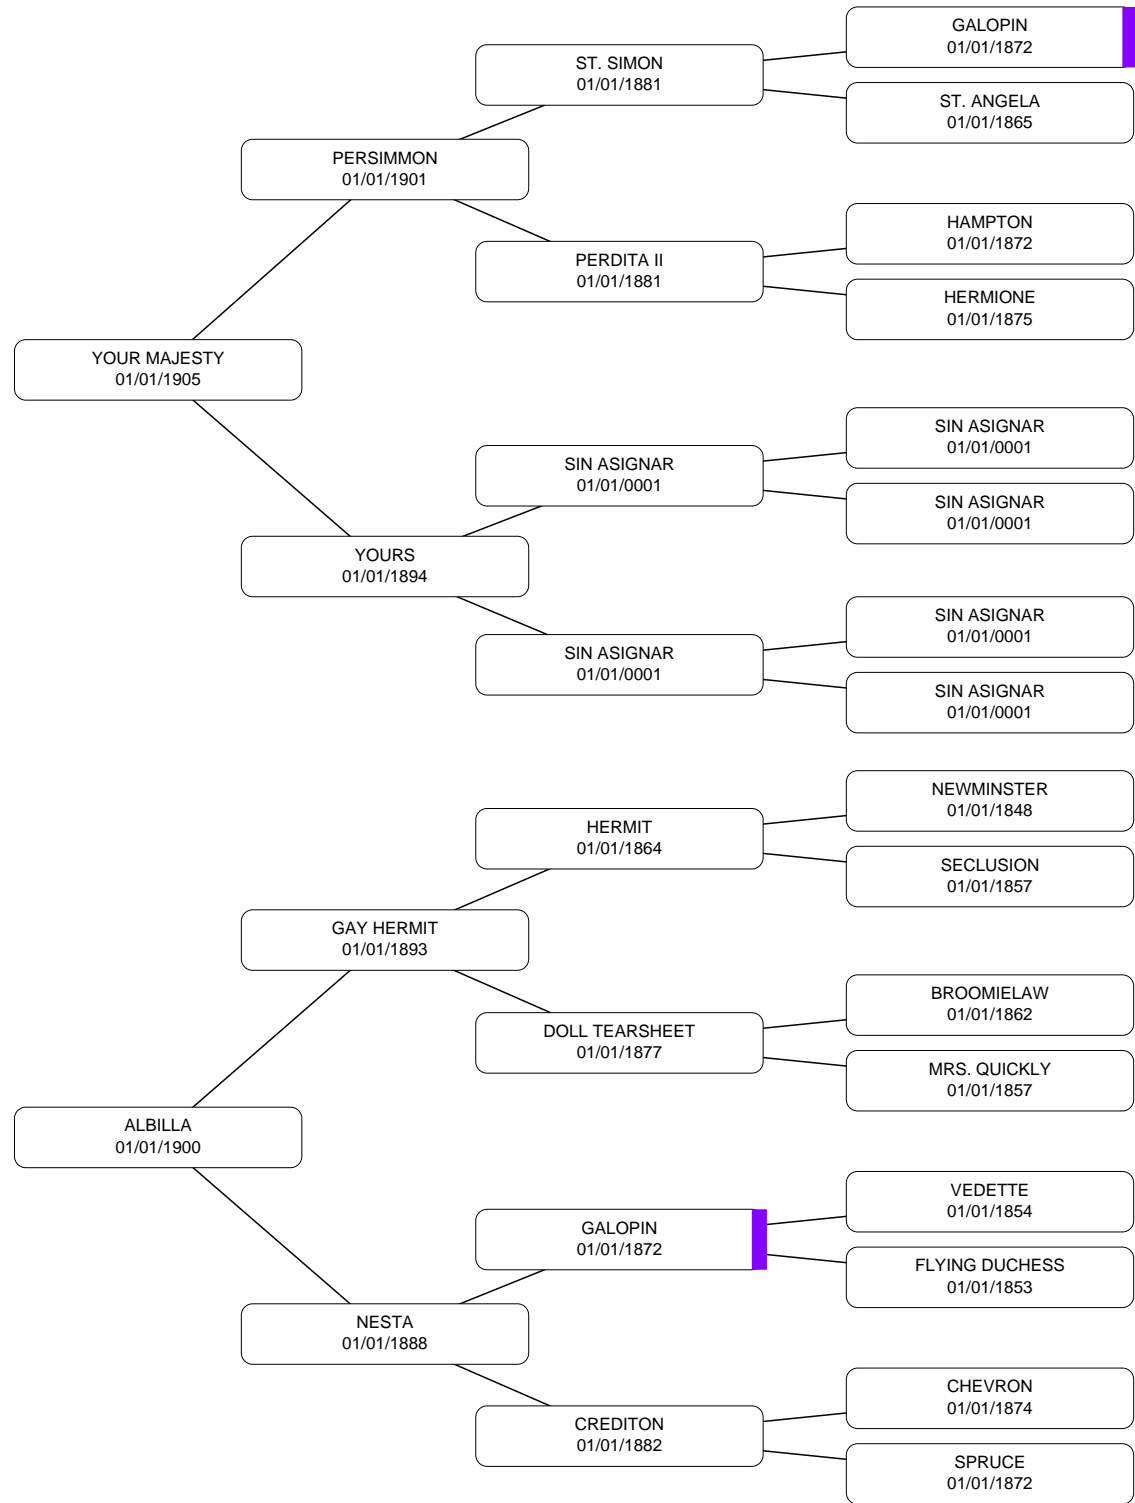 GALOPIN
01/01/1872
ST. SIMON
01/01/1881
ST. ANGELA
01/01/1865
PERSIMMON
01/01/1901
HAMPTON
01/01/1872
PERDITA II
01/01/1881
HERMIONE
01/01/1875
YOUR MAJESTY
01/01/1905
SIN ASIGNAR
01/01/0001
SIN ASIGNAR
01/01/0001
SIN ASIGNAR
01/01/0001
YOURS
01/01/1894
SIN ASIGNAR
01/01/0001
SIN ASIGNAR
01/01/0001
SIN ASIGNAR
01/01/0001
NEWMINSTER
01/01/1848
HERMIT
01/01/1864
SECLUSION
01/01/1857
GAY HERMIT
01/01/1893
BROOMIELAW
01/01/1862
DOLL TEARSHEET
01/01/1877
MRS. QUICKLY
01/01/1857
ALBILLA
01/01/1900
VEDETTE
01/01/1854
GALOPIN
01/01/1872
FLYING DUCHESS
01/01/1853
NESTA
01/01/1888
CHEVRON
01/01/1874
CREDITON
01/01/1882
SPRUCE
01/01/1872